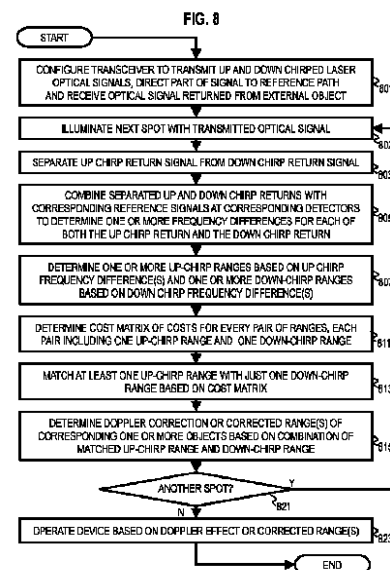 FIG. 8
START
CONFIGURE TRANSCEIVER TO TRANSMIT UP AND DOWN CHIRPED LASER
OPTICAL SIGNALS, DIRECT PART OF SIGNAL TO REFERENCE PATH
AND RECEIVE OPTICAL SIGNAL RETURNED FROM EXTERNAL OBJECT
801
ILLUMINATE NEXT SPOT WITH TRANSMITTED OPTICAL SIGNAL
802
SEPARATE UP CHIRP RETURN SIGNAL FROM DOWN CHIRP RETURN SIGNAL
803
COMBINE SEPARATED UP AND DOWN CHIRP RETURNS WITH
CORRESPONDING REFERENCE SIGNALS AT CORRESPONDING DETECTORS
TO DETERMINE ONE OR MORE FREQUENCY DIFFERENCES FOR EACH OF
BOTH THE UP CHIRP RETURN AND THE DOWN CHIRP RETURN
805
DETERMINE ONE OR MORE UP-CHIRP RANGES BASED ON UP CHIRP
FREQUENCY DIFFERENCE(S) AND ONE OR MORE DOWN-CHIRP RANGES
BASED ON DOWN CHIRP FREQUENCY DIFFERENCE(S)
807
DETERMINE COST MATRIX OF COSTS FOR EVERY PAIR OF RANGES, EACH
PAIR INCLUDING ONE UP-CHIRP RANGE AND ONE DOWN-CHIRP RANGE
811
MATCH AT LEAST ONE UP-CHIRP RANGE WITH JUST ONE DOWN-CHIRP
RANGE BASED ON COST MATRIX
813
DETERMINE DOPPLER CORRECTION OR CORRECTED RANGE(S) OF
CORRESPONDING ONE OR MORE OBJECTS BASED ON COMBINATION OF
MATCHED UP-CHIRP RANGE AND DOWN-CHIRP RANGE
815
ANOTHER SPOT?
Y
821
N
OPERATE DEVICE BASED ON DOPPLER EFFECT OR CORRECTED RANGE(S)
823
END